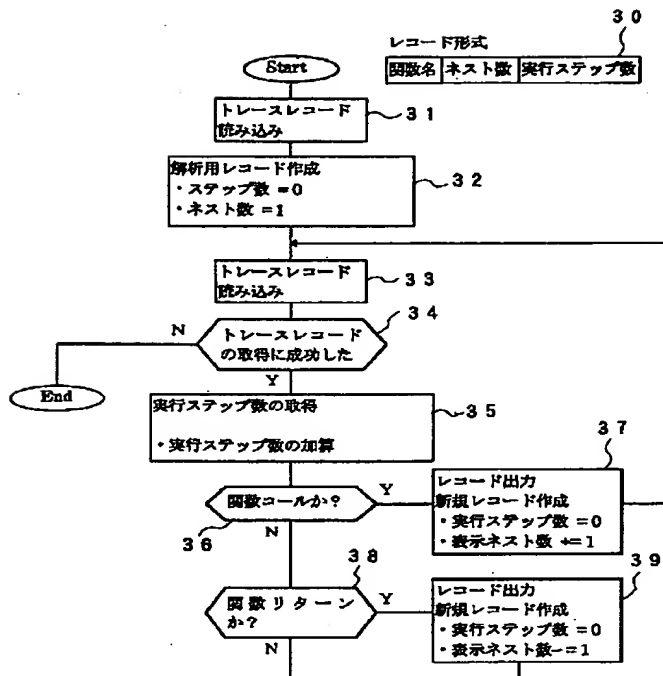 レコード形式
30
関数名 ネスト数 実行ステップ数
Start
トレースレコード
読み込み
31
解析用レコード作成
・ステップ数 =0
・ネスト数 =1
32
トレースレコード
読み込み
33
トレースレコード
の取得に成功した
34
N
Y
End
実行ステップ数の取得
・実行ステップ数の加算
35
関数コールか?
36
Y
N
レコード出力
新規レコード作成
・実行ステップ数 =0
・表示ネスト数 +=1
37
関数リターン
か?
38
Y
N
レコード出力
新規レコード作成
・実行ステップ数 =0
・表示ネスト数-=1
39